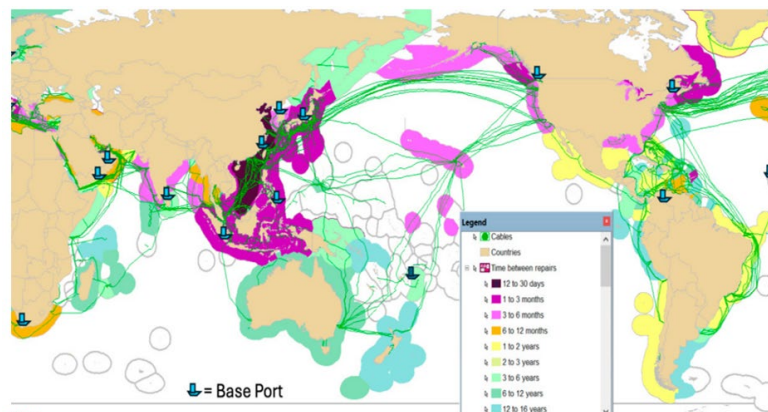 Legend
Cables
Countries
Time between repairs
12 to 30 days
1 to 3 months
3 to 6 months
6 to 12 months
1 to 2 years
2 to 3 years
3 to 6 years
6 to 12 years
12 to 16 years
= Base Port